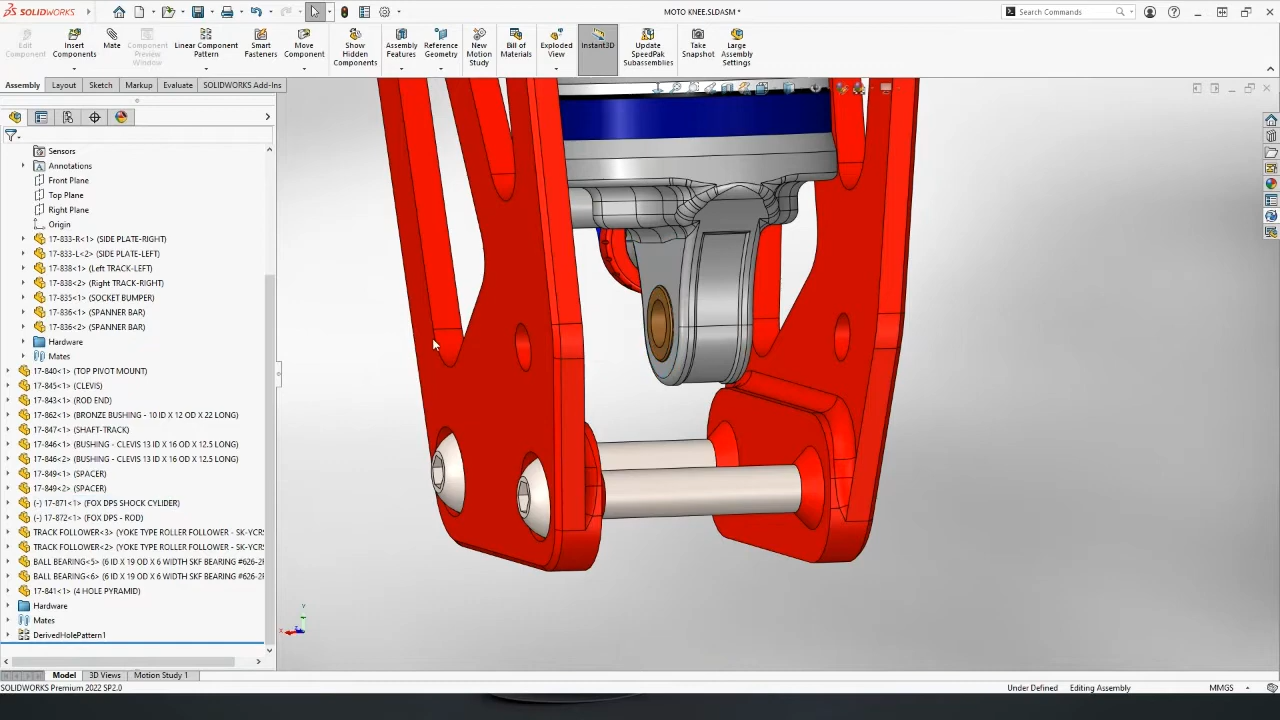 SOLIDWORKS
MOTO KNEE.SLDASM *
Search Commands
Edit Component
Insert Components
Mate
Component Preview Window
Linear Component Pattern
Smart Fasteners
Move Component
Show Hidden Components
Assembly Features
Reference Geometry
New Motion Study
Bill of Materials
Exploded View
Instant3D
Update SpeedPak Subassemblies
Take Snapshot
Large Assembly Settings
Assembly Layout Sketch Markup Evaluate SOLIDWORKS Add-Ins
Sensors
Annotations
Front Plane
Top Plane
Right Plane
Origin
17-833-R<1> (SIDE PLATE-RIGHT)
17-833-L<2> (SIDE PLATE-LEFT)
17-838<1> (Left TRACK-LEFT)
17-838<2> (Right TRACK-RIGHT)
17-835<1> (SOCKET BUMPER)
17-836<1> (SPANNER BAR)
17-836<2> (SPANNER BAR)
Hardware
Mates
17-840<1> (TOP PIVOT MOUNT)
17-845<1> (CLEVIS)
17-843<1> (ROD END)
17-862<1> (BRONZE BUSHING - 10 ID X 12 OD X 22 LONG)
17-847<1> (SHAFT-TRACK)
17-846<1> (BUSHING - CLEVIS 13 ID X 16 OD X 12.5 LONG)
17-846<2> (BUSHING - CLEVIS 13 ID X 16 OD X 12.5 LONG)
17-849<1> (SPACER)
17-849<2> (SPACER)
(-) 17-871<1> (FOX DPS SHOCK CYLIDER)
(-) 17-872<1> (FOX DPS - ROD)
TRACK FOLLOWER<3> (YOKE TYPE ROLLER FOLLOWER - SK-YCRS
TRACK FOLLOWER<2> (YOKE TYPE ROLLER FOLLOWER - SK-YCRS
BALL BEARING<5> (6 ID X 19 OD X 6 WIDTH SKF BEARING #626-2R
BALL BEARING<6> (6 ID X 19 OD X 6 WIDTH SKF BEARING #626-2R
17-841<1> (4 HOLE PYRAMID)
Hardware
Mates
DerivedHolePattern1
Y
X
Model 3D Views Motion Study 1
SOLIDWORKS Premium 2022 SP2.0
Under Defined Editing Assembly MMGS